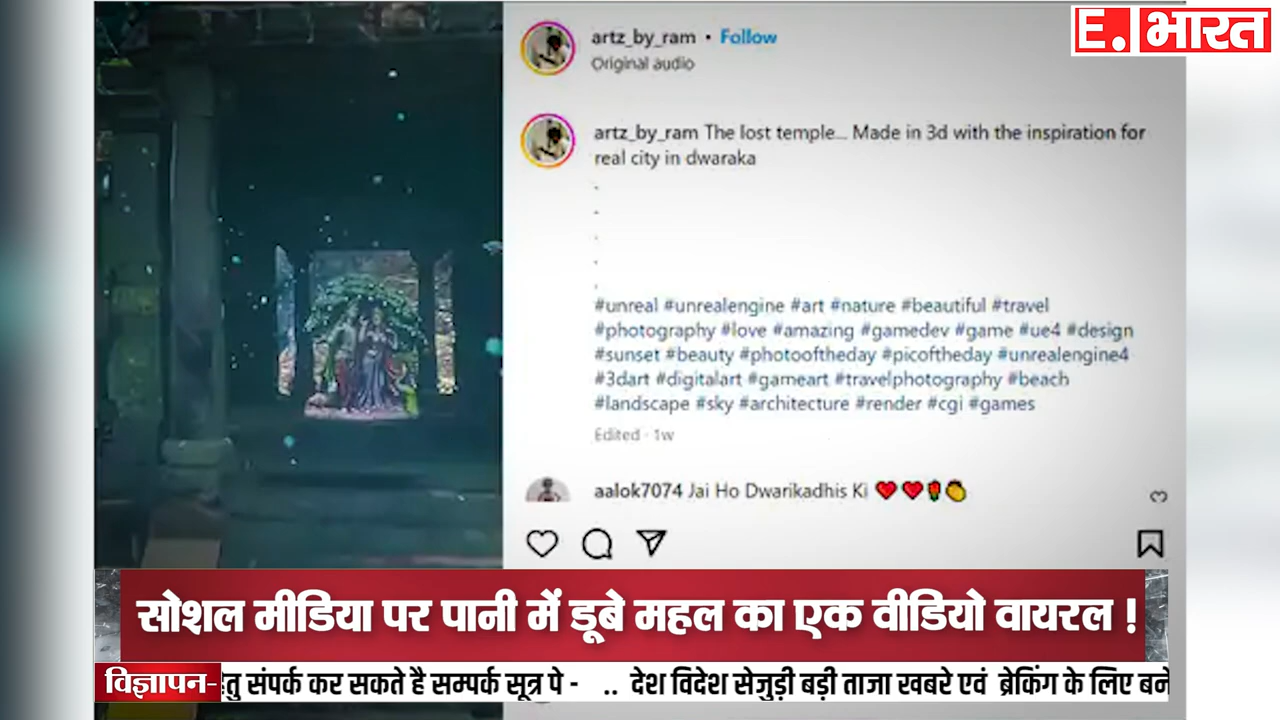 E. भारत
artz_by_ram • Follow
Original audio
artz_by_ram The lost temple... Made in 3d with the inspiration for
real city in dwaraka
.
.
.
.
.
#unreal #unrealengine #art #nature #beautiful #travel
#photography #love #amazing #gamedev #game #ue4 #design
#sunset #beauty #photooftheday #picoftheday #unrealengine4
#3dart #digitalart #gameart #travelphotography #beach
#landscape #sky #architecture #render #cgi #games
Edited · 1w
aalok7074 Jai Ho Dwarikadhis Ki ❤️❤️🌹👏
सोशल मीडिया पर पानी में डूबे महल का एक वीडियो वायरल !
विज्ञापन- संपर्क कर सकते है सम्पर्क सूत्र पे - .. देश विदेश सेजुड़ी बड़ी ताजा खबरे एवं ब्रेकिंग के लिए बने